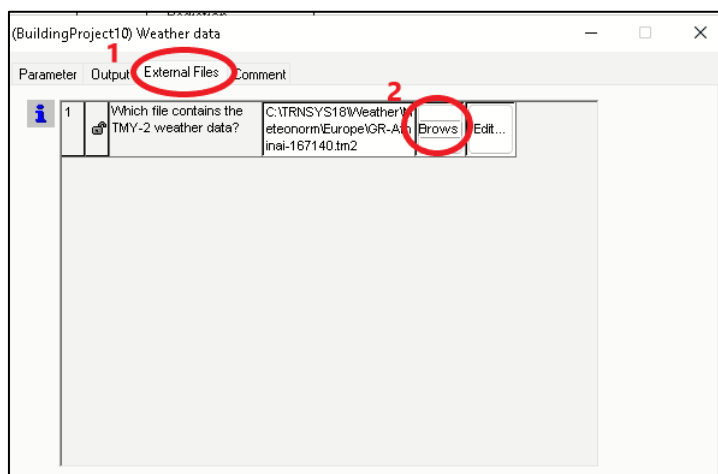 (BuildingProject10) Weather data
1
Parameter Output External Files Comment
2
i 1 Which file contains the C:\TRNSYS18\Weather\M Brows Edit...
TMY-2 weather data? eteonorm\Europe\GR-Ath
inai-167140.tm2